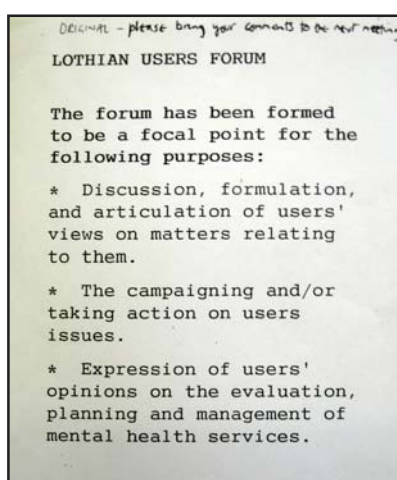 ORIGINAL - please bring your comments to the next meeting
LOTHIAN USERS FORUM
The forum has been formed
to be a focal point for the
following purposes:
* Discussion, formulation,
and articulation of users'
views on matters relating
to them.
* The campaigning and/or
taking action on users
issues.
* Expression of users'
opinions on the evaluation,
planning and management of
mental health services.